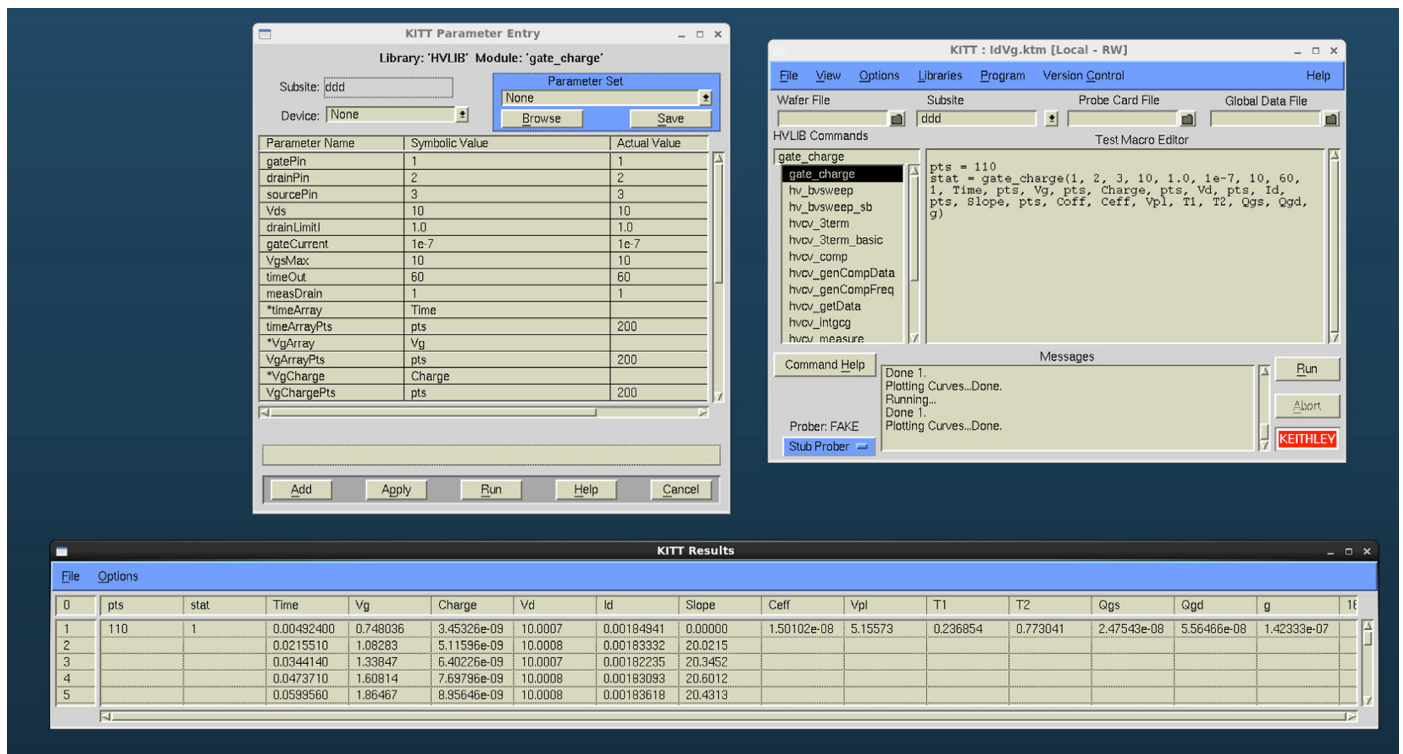 KITT Parameter Entry
Library: 'HVLIB' Module: 'gate_charge'
Subsite: ddd
Device: None
Parameter Set
None
Browse Save
Parameter Name Symbolic Value Actual Value
gatePin 1 1
drainPin 2 2
sourcePin 3 3
Vds 10 10
drainLimitI 1.0 1.0
gateCurrent 1e-7 1e-7
VgsMax 10 10
timeOut 60 60
measDrain 1 1
*timeArray Time
timeArrayPts pts 200
*VgArray Vg
VgArrayPts pts 200
*VgCharge Charge
VgChargePts pts 200
Add Apply Run Help Cancel
KITT : IdVg.ktm [Local - RW]
File View Options Libraries Program Version Control Help
Wafer File Subsite Probe Card File Global Data File
ddd
HVLIB Commands
gate_charge
gate_charge
hv_bvsweep
hv_bvsweep_sb
hvcv_3term
hvcv_3term_basic
hvcv_comp
hvcv_genCompData
hvcv_genCompFreq
hvcv_getData
hvcv_intgcg
hvcv_measure
Test Macro Editor
pts = 110
stat = gate_charge(1, 2, 3, 10, 1.0, 1e-7, 10, 60,
1, Time, pts, Vg, pts, Charge, pts, Vd, pts, Id,
pts, Slope, pts, Coff, Ceff, Vpl, T1, T2, Qgs, Qgd,
g)
Command Help
Messages
Done 1.
Plotting Curves...Done.
Running...
Done 1.
Plotting Curves...Done.
Run
Abort
KEITHLEY
Prober: FAKE
Stub Prober
KITT Results
File Options
0 pts stat Time Vg Charge Vd Id Slope Ceff Vpl T1 T2 Qgs Qgd g 16
1 110 1 0.00492400 0.748036 3.45326e-09 10.0007 0.00184941 0.00000 1.50102e-08 5.15573 0.236854 0.773041 2.47543e-08 5.56466e-08 1.42333e-07
2 0.0215510 1.08283 5.11596e-09 10.0008 0.00183332 20.0215
3 0.0344140 1.33847 6.40226e-09 10.0007 0.00182235 20.3452
4 0.0473710 1.60814 7.69796e-09 10.0008 0.00183093 20.6012
5 0.0599560 1.86467 8.95646e-09 10.0008 0.00183618 20.4313